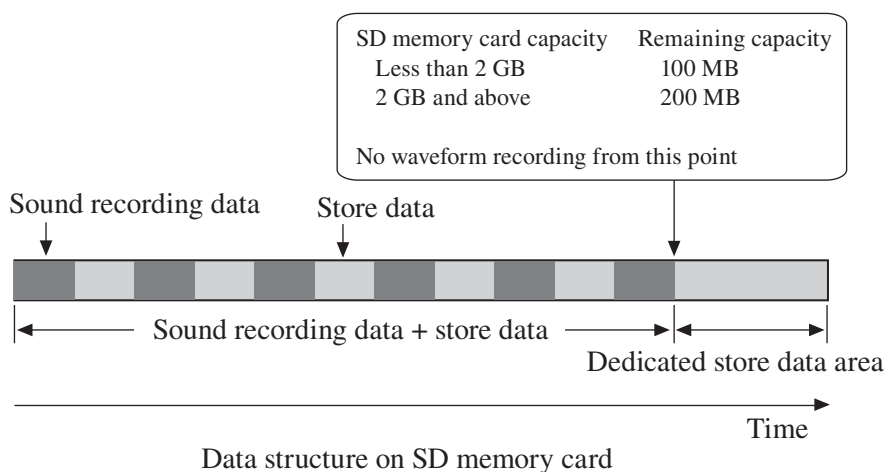 SD memory card capacity Remaining capacity
Less than 2 GB 100 MB
2 GB and above 200 MB
No waveform recording from this point
Sound recording data Store data
Sound recording data + store data
Dedicated store data area
Time
Data structure on SD memory card